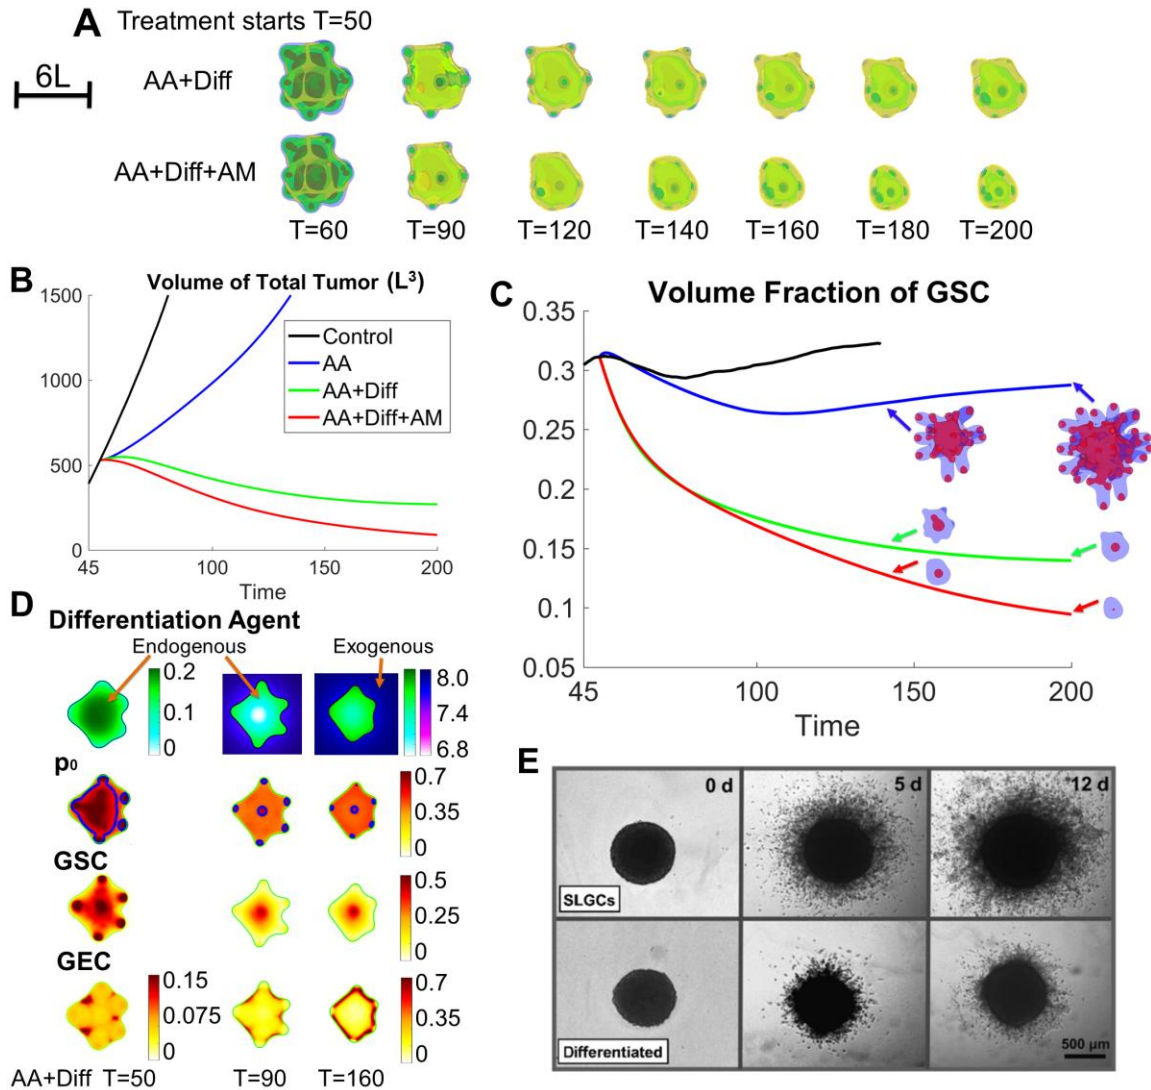 A Treatment starts T=50
6L
AA+Diff
AA+Diff+AM
T=60 T=90 T=120 T=140 T=160 T=180 T=200
B
Volume of Total Tumor (L³)
1500
1000
500
0
Control
AA
AA+Diff
AA+Diff+AM
45 100 150 200
Time
C
Volume Fraction of GSC
0.35
0.3
0.25
0.2
0.15
0.1
0.05
45 100 150 200
Time
D
Differentiation Agent
Endogenous Exogenous
0.2
0.1
0
8.0
7.4
6.8
p₀
0.7
0.35
0
GSC
0.5
0.25
0
GEC
0.15
0.075
0
0.7
0.35
0
AA+Diff T=50 T=90 T=160
E
0 d 5 d 12 d
SLGCs
Differentiated
500 µm